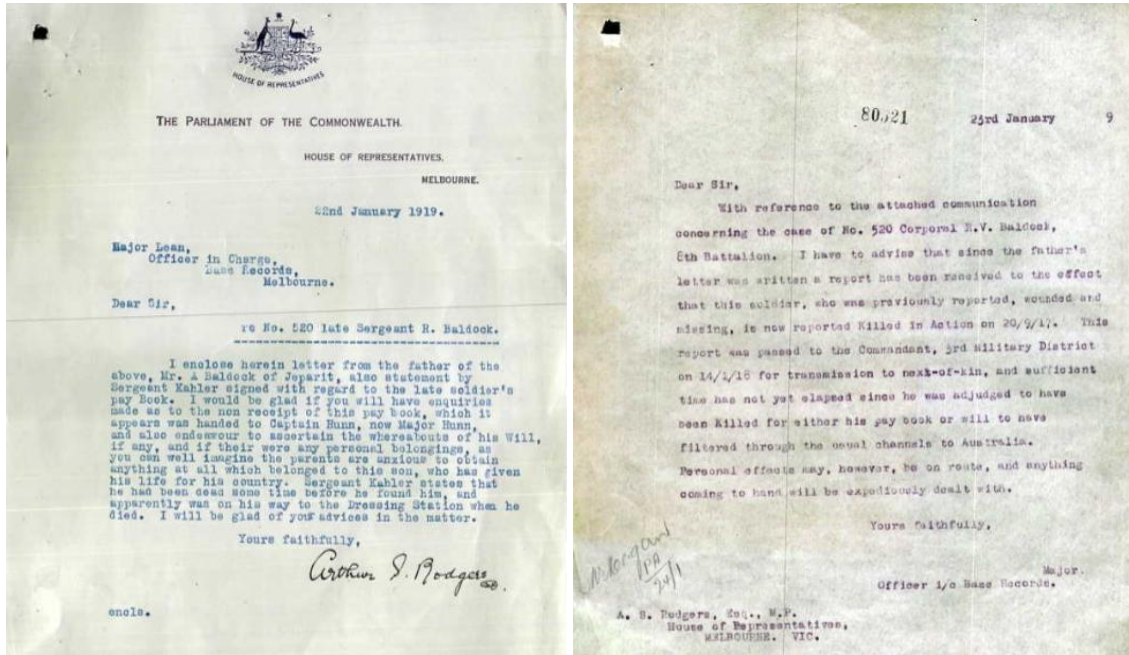 HOUSE OF REPRESENTATIVES
THE PARLIAMENT OF THE COMMONWEALTH.
HOUSE OF REPRESENTATIVES.
MELBOURNE.
22nd January 1919.
Major Lean,
Officer in Charge,
Base Records,
Melbourne.
Dear Sir,
re No. 520 late Sergeant R. Baldock.
I enclose herein letter from the father of the
above, Mr. A Baldock of Jeparit, also statement by
Sergeant Kahler signed with regard to the late soldier's
pay Book. I would be glad if you will have enquiries
made as to the non receipt of this pay book, which it
appears was handed to Captain Hunn, now Major Hunn,
and also endeavour to ascertain the whereabouts of his Will,
if any, and if their were any personal belongings, as
you can well imagine the parents are anxious to obtain
anything at all which belonged to this son, who has given
his life for his country. Sergeant Kahler states that
he had been dead some time before he found him, and
apparently was on his way to the Dressing Station when he
died. I will be glad of your advices in the matter.
Yours faithfully,
Arthur S. Rodgers
encls.
80521
23rd January 9
Dear Sir,
With reference to the attached communication
concerning the case of No. 520 Corporal R.V. Baldock,
8th Battalion. I have to advise that since the father's
letter was written a report has been received to the effect
that this soldier, who was previously reported, wounded and
missing, is now reported Killed in Action on 20/9/17. This
report was passed to the Commandant, 3rd Military District
on 14/1/18 for transmission to next-of-kin, and sufficient
time has not yet elapsed since he was adjudged to have
been Killed for either his pay book or will to have
filtered through the usual channels to Australia.
Personal effects may, however, be on route, and anything
coming to hand will be expediously dealt with.
Yours faithfully,
Major.
Officer i/c Base Records.
PA
24/1
A. S. Rodgers, Esq., M.P.
House of Representatives,
MELBOURNE. VIC.